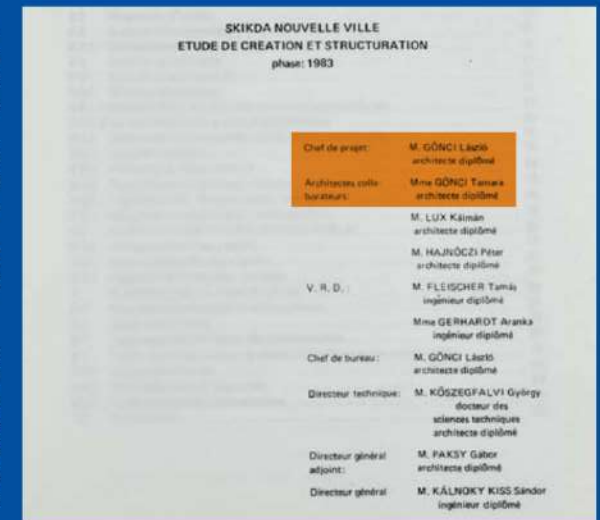 SKIKDA NOUVELLE VILLE
ETUDE DE CREATION ET STRUCTURATION
phase: 1983
Chef de projet: M. GÖNCI László
architecte diplômé
Architectes colla- Mme GÖNCI Tamara
borateurs: architecte diplômé
M. LUX Kálmán
architecte diplômé
M. HAJNÓCZI Péter
architecte diplômé
V. R. D. : M. FLEISCHER Tamás
ingénieur diplômé
Mme GERHARDT Aranka
ingénieur diplômé
Chef de bureau: M. GÖNCI László
architecte diplômé
Directeur technique: M. KŐSZEGFALVI György
docteur des
sciences techniques
architecte diplômé
Directeur général M. PAKSY Gábor
adjoint: architecte diplômé
Directeur général M. KÁLNOKY KISS Sándor
ingénieur diplômé